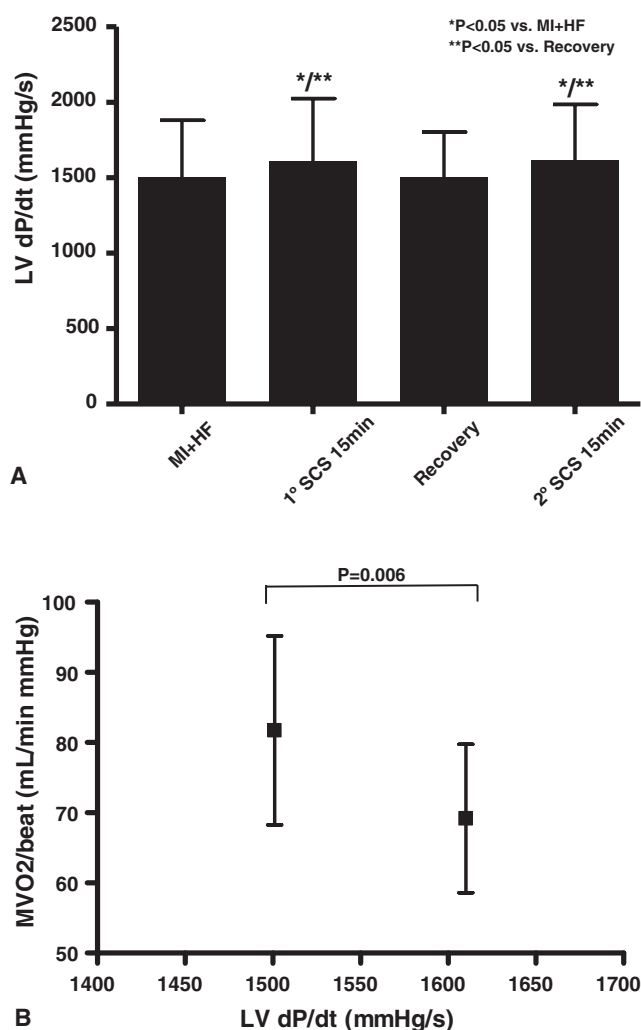 *P<0.05 vs. MI+HF
**P<0.05 vs. Recovery
LV dP/dt (mmHg/s)
2500
2000
1500
1000
500
0
*/**
*/**
MI+HF
1º SCS 15min
Recovery
2º SCS 15min
A
P=0.006
MVO2/beat (mL/min mmHg)
100
90
80
70
60
50
1400 1450 1500 1550 1600 1650 1700
B LV dP/dt (mmHg/s)